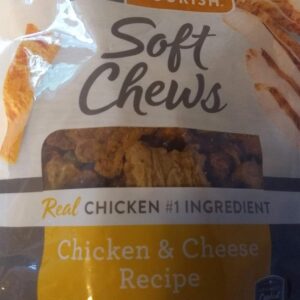 Soft
Chews
Real CHICKEN #1 INGREDIENT
Chicken & Cheese
Recipe